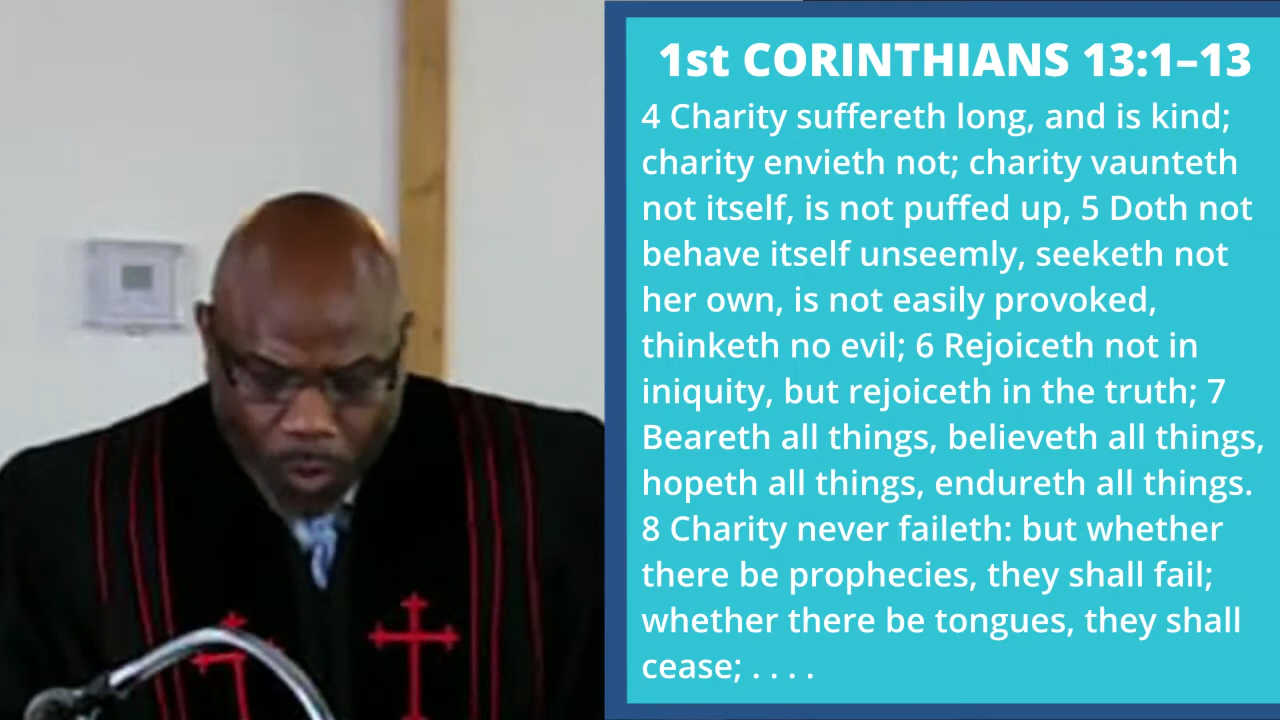 1st CORINTHIANS 13:1–13
4 Charity suffereth long, and is kind;
charity envieth not; charity vaunteth
not itself, is not puffed up, 5 Doth not
behave itself unseemly, seeketh not
her own, is not easily provoked,
thinketh no evil; 6 Rejoiceth not in
iniquity, but rejoiceth in the truth; 7
Beareth all things, believeth all things,
hopeth all things, endureth all things.
8 Charity never faileth: but whether
there be prophecies, they shall fail;
whether there be tongues, they shall
cease; . . . .